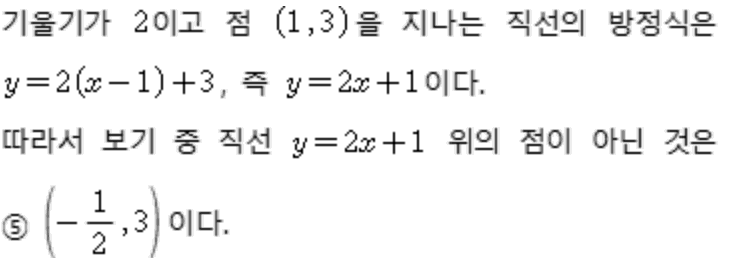 기울기가 2이고 점 (1,3)을 지나는 직선의 방정식은
y=2(x-1)+3, 즉 y=2x+1이다.
따라서 보기 중 직선 y=2x+1 위의 점이 아닌 것은
⑤ (-1/2,3)이다.